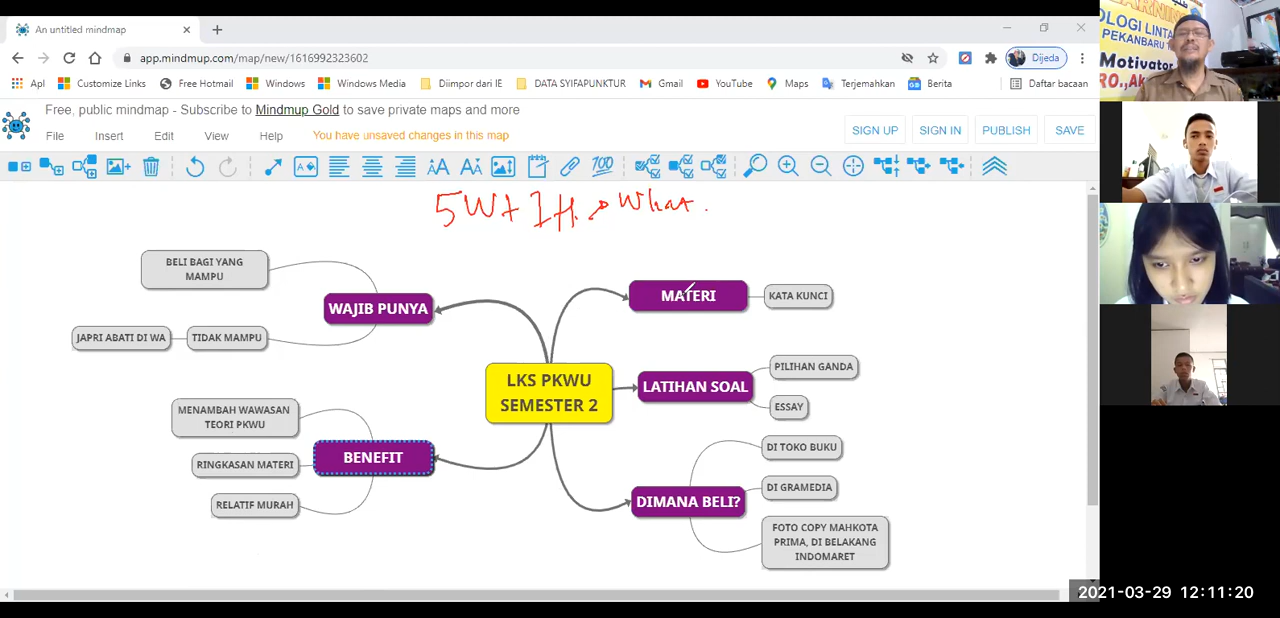 An untitled mindmap
app.mindmup.com/map/new/1616992323602
Dijeda
Apl
Customize Links
Free Hotmail
Windows
Windows Media
Diimpor dari IE
DATA SYIFAPUNKTUR
Gmail
YouTube
Maps
Terjemahkan
Berita
Daftar bacaan
Free, public mindmap - Subscribe to Mindmup Gold to save private maps and more
File Insert Edit View Help You have unsaved changes in this map
SIGN UP SIGN IN PUBLISH SAVE
5W+1H. What.
BELI BAGI YANG
MAMPU
WAJIB PUNYA
JAPRI ABATI DI WA
TIDAK MAMPU
MENAMBAH WAWASAN
TEORI PKWU
BENEFIT
RINGKASAN MATERI
RELATIF MURAH
LKS PKWU
SEMESTER 2
MATERI
KATA KUNCI
LATIHAN SOAL
PILIHAN GANDA
ESSAY
DIMANA BELI?
DI TOKO BUKU
DI GRAMEDIA
FOTO COPY MAHKOTA
PRIMA, DI BELAKANG
INDOMARET
OLOGI LINTA
PEKANBARU
Motivator
2021-03-29 12:11:20